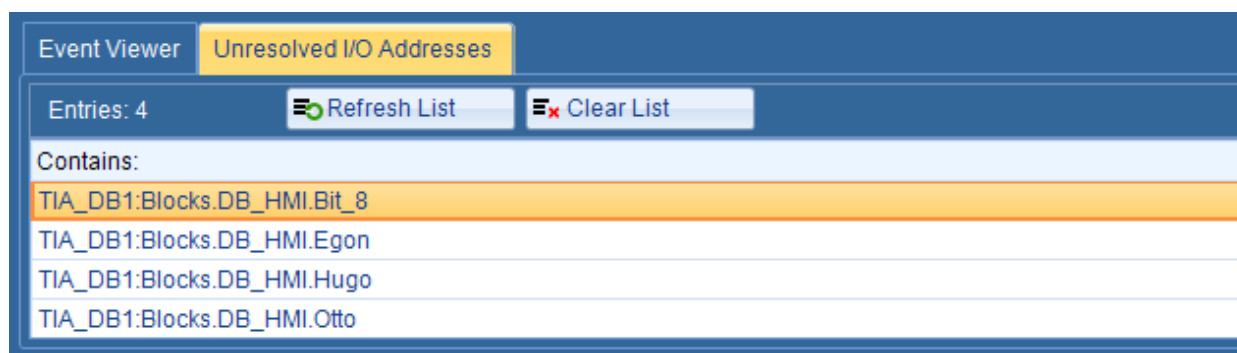 Event Viewer Unresolved I/O Addresses
Entries: 4 Refresh List Clear List
Contains:
TIA_DB1:Blocks.DB_HMI.Bit_8
TIA_DB1:Blocks.DB_HMI.Egon
TIA_DB1:Blocks.DB_HMI.Hugo
TIA_DB1:Blocks.DB_HMI.Otto